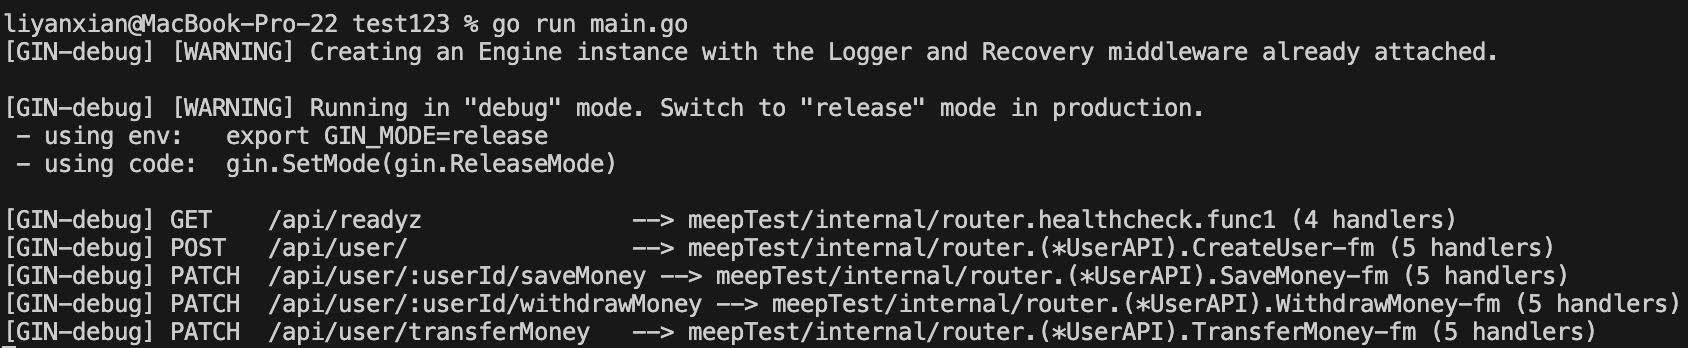 liyanxian@MacBook-Pro-22 test123 % go run main.go
[GIN-debug] [WARNING] Creating an Engine instance with the Logger and Recovery middleware already attached.
[GIN-debug] [WARNING] Running in "debug" mode. Switch to "release" mode in production.
 - using env:   export GIN_MODE=release
 - using code:  gin.SetMode(gin.ReleaseMode)
[GIN-debug] GET    /api/readyz               --> meepTest/internal/router.healthcheck.func1 (4 handlers)
[GIN-debug] POST   /api/user/                --> meepTest/internal/router.(*UserAPI).CreateUser-fm (5 handlers)
[GIN-debug] PATCH  /api/user/:userId/saveMoney --> meepTest/internal/router.(*UserAPI).SaveMoney-fm (5 handlers)
[GIN-debug] PATCH  /api/user/:userId/withdrawMoney --> meepTest/internal/router.(*UserAPI).WithdrawMoney-fm (5 handlers)
[GIN-debug] PATCH  /api/user/transferMoney   --> meepTest/internal/router.(*UserAPI).TransferMoney-fm (5 handlers)